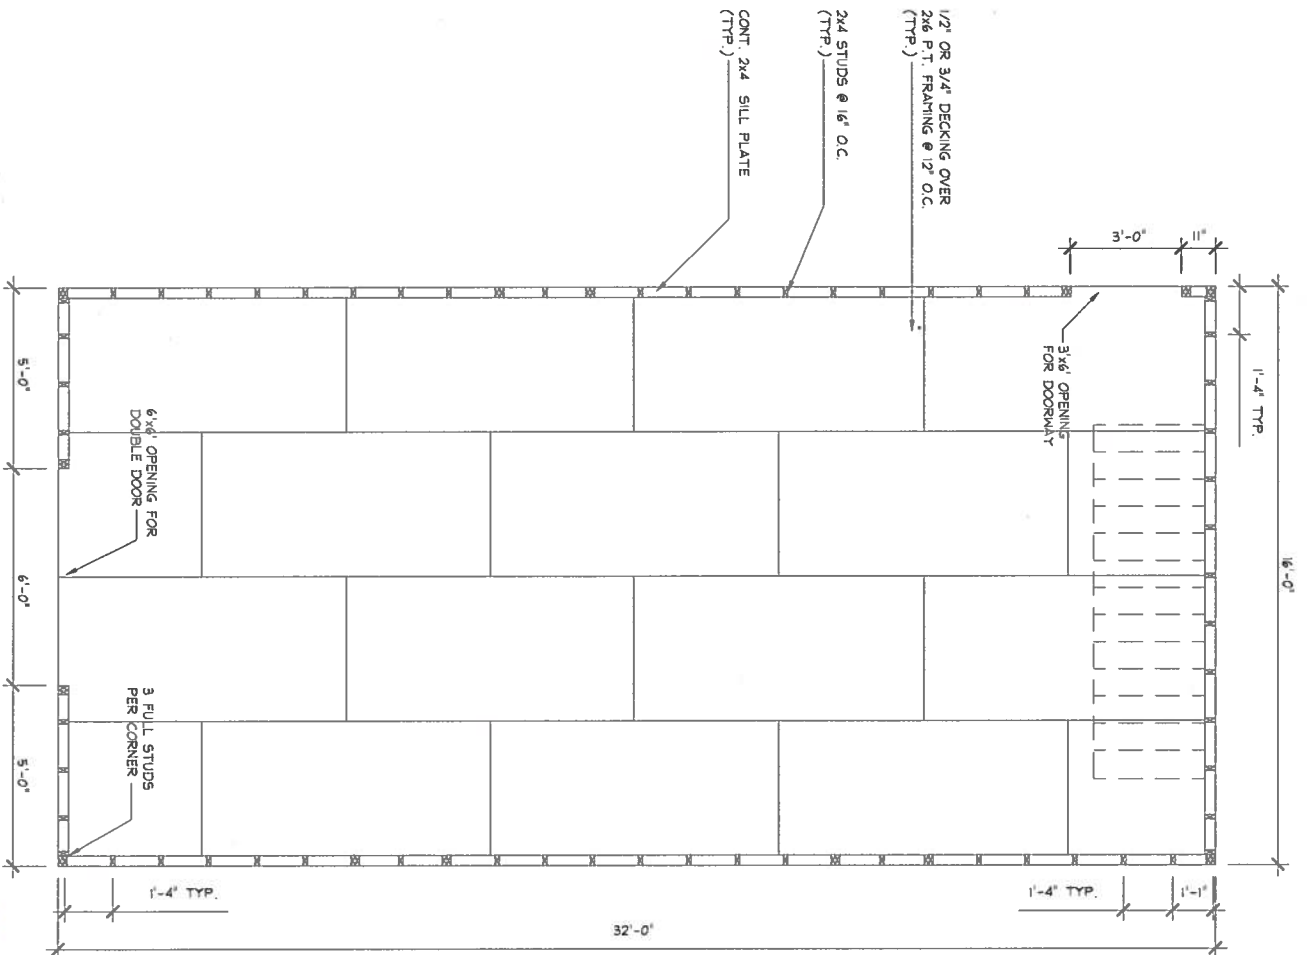 1/2" OR 3/4" DECKING OVER
2x6 P.T. FRAMING @ 12" O.C.
(TYP.)
2x4 STUDS @ 16" O.C.
(TYP.)
CONT. 2x4 SILL PLATE
(TYP.)
3'-0"
11"
1'-4" TYP.
16'-0"
3'x6' OPENING
FOR DOORWAY
6'x6' OPENING FOR
DOUBLE DOOR
3 FULL STUDS
PER CORNER
5'-0"
6'-0"
5'-0"
1'-4" TYP.
1'-4" TYP.
1'-1"
32'-0"